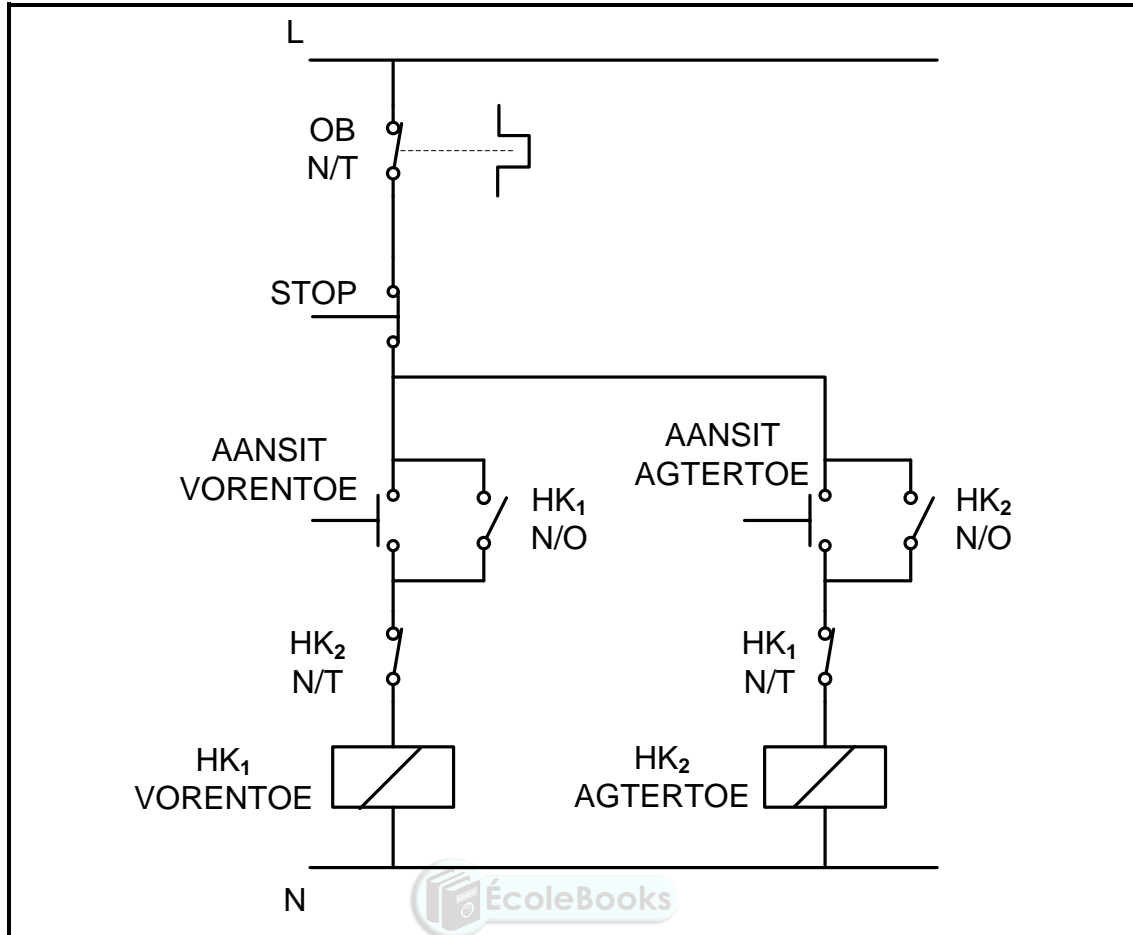 L
OB
N/T
STOP
AANSIT
VORENTOE
HK₁
N/O
AANSIT
AGTERTOE
HK₂
N/O
HK₂
N/T
HK₁
N/T
HK₁
VORENTOE
HK₂
AGTERTOE
N
ÉcoleBooks